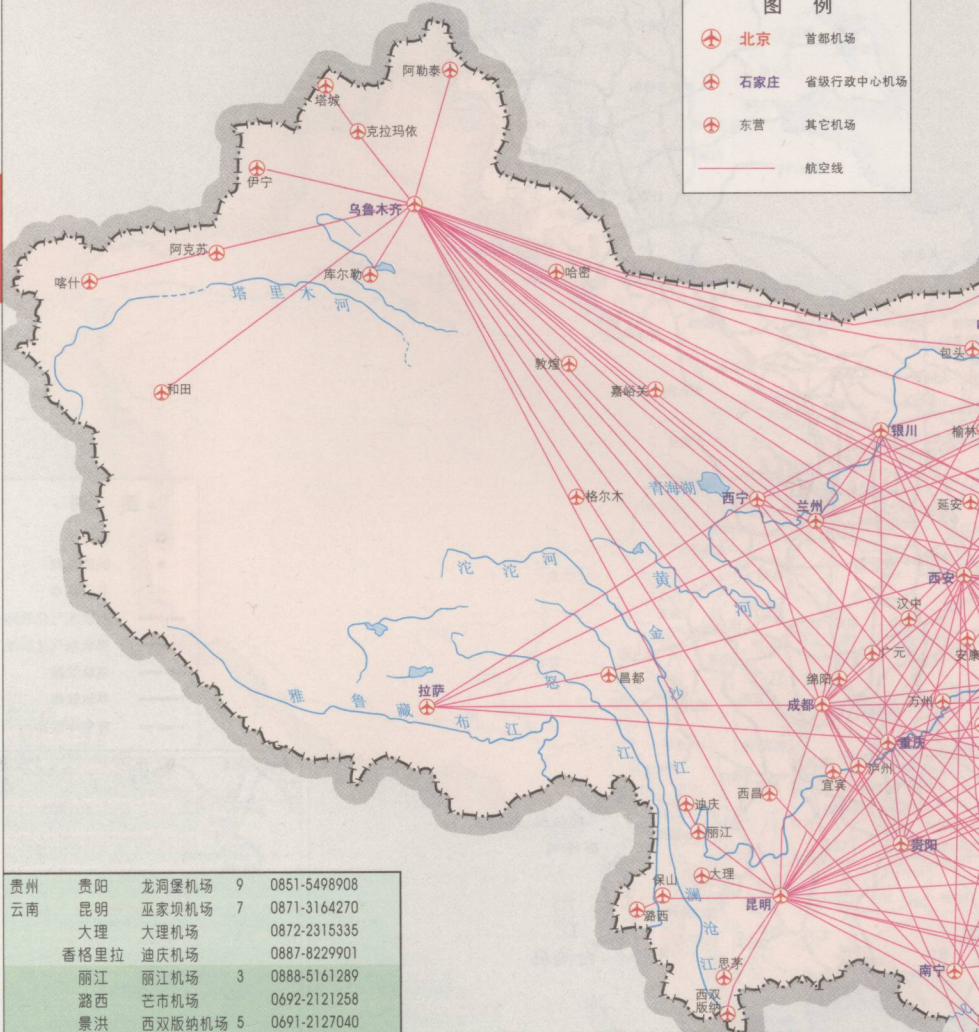 图 例
北京 首都机场
石家庄 省级行政中心机场
东营 其它机场
航空线
阿勒泰
塔城
克拉玛依
伊宁
乌鲁木齐
阿克苏
喀什
库尔勒
哈密
塔里木河
包头
敦煌
嘉峪关
和田
银川
榆林
青海湖
西宁
格尔木
兰州
延安
沱沱河
黄河
西安
汉中
金沙江
广元
安康
昌都
绵阳
怒江
拉萨
成都
万州
雅鲁藏布江
重庆
泸州
宜宾
西昌
迪庆
丽江
贵阳
大理
保山
昆明
澜沧江
潞西
思茅
南宁
西双
版纳
贵州 贵阳 龙洞堡机场 9 0851-5498908
云南 昆明 巫家坝机场 7 0871-3164270
大理 大理机场 0872-2315335
香格里拉 迪庆机场 0887-8229901
丽江 丽江机场 3 0888-5161289
潞西 芒市机场 0692-2121258
景洪 西双版纳机场 5 0691-2127040